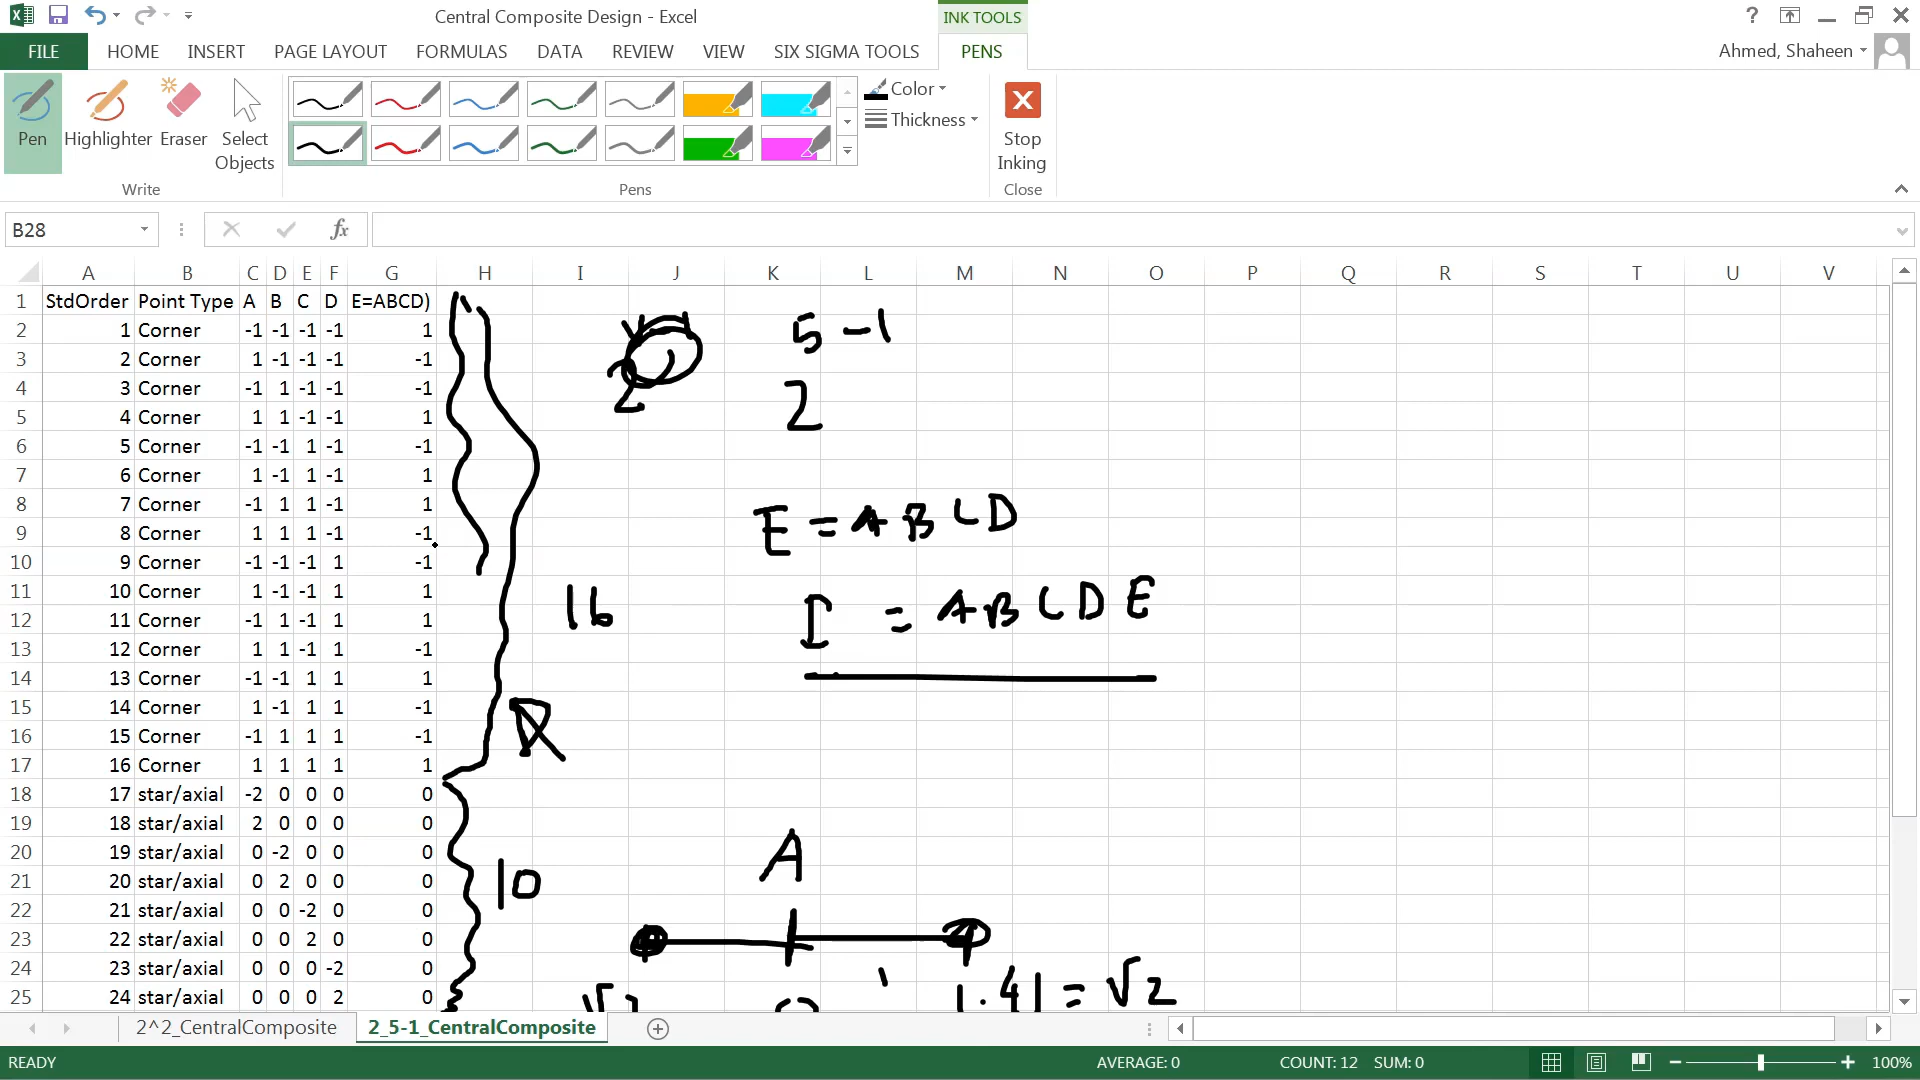 Central Composite Design - Excel
INK TOOLS
FILE HOME INSERT PAGE LAYOUT FORMULAS DATA REVIEW VIEW SIX SIGMA TOOLS PENS
Ahmed, Shaheen
Pen Highlighter Eraser Select Objects
Color
Thickness
Stop Inking
Write Pens Close
B28 fx
A B C D E F G H I J K L M N O P Q R S T U V
1 StdOrder Point Type A B C D E=ABCD)
2 1 Corner -1 -1 -1 -1 1
3 2 Corner 1 -1 -1 -1 -1
4 3 Corner -1 1 -1 -1 -1
5 4 Corner 1 1 -1 -1 1
6 5 Corner -1 -1 1 -1 -1
7 6 Corner 1 -1 1 -1 1
8 7 Corner -1 1 1 -1 1
9 8 Corner 1 1 1 -1 -1
10 9 Corner -1 -1 -1 1 -1
11 10 Corner 1 -1 -1 1 1
12 11 Corner -1 1 -1 1 1
13 12 Corner 1 1 -1 1 -1
14 13 Corner -1 -1 1 1 1
15 14 Corner 1 -1 1 1 -1
16 15 Corner -1 1 1 1 -1
17 16 Corner 1 1 1 1 1
18 17 star/axial -2 0 0 0 0
19 18 star/axial 2 0 0 0 0
20 19 star/axial 0 -2 0 0 0
21 20 star/axial 0 2 0 0 0
22 21 star/axial 0 0 -2 0 0
23 22 star/axial 0 0 2 0 0
24 23 star/axial 0 0 0 -2 0
25 24 star/axial 0 0 0 2 0
5 -1
2
2
E = A B C D
16
I = A B C D E
A
10
1.41 = √2
2^2_CentralComposite 2_5-1_CentralComposite
READY AVERAGE: 0 COUNT: 12 SUM: 0 100%